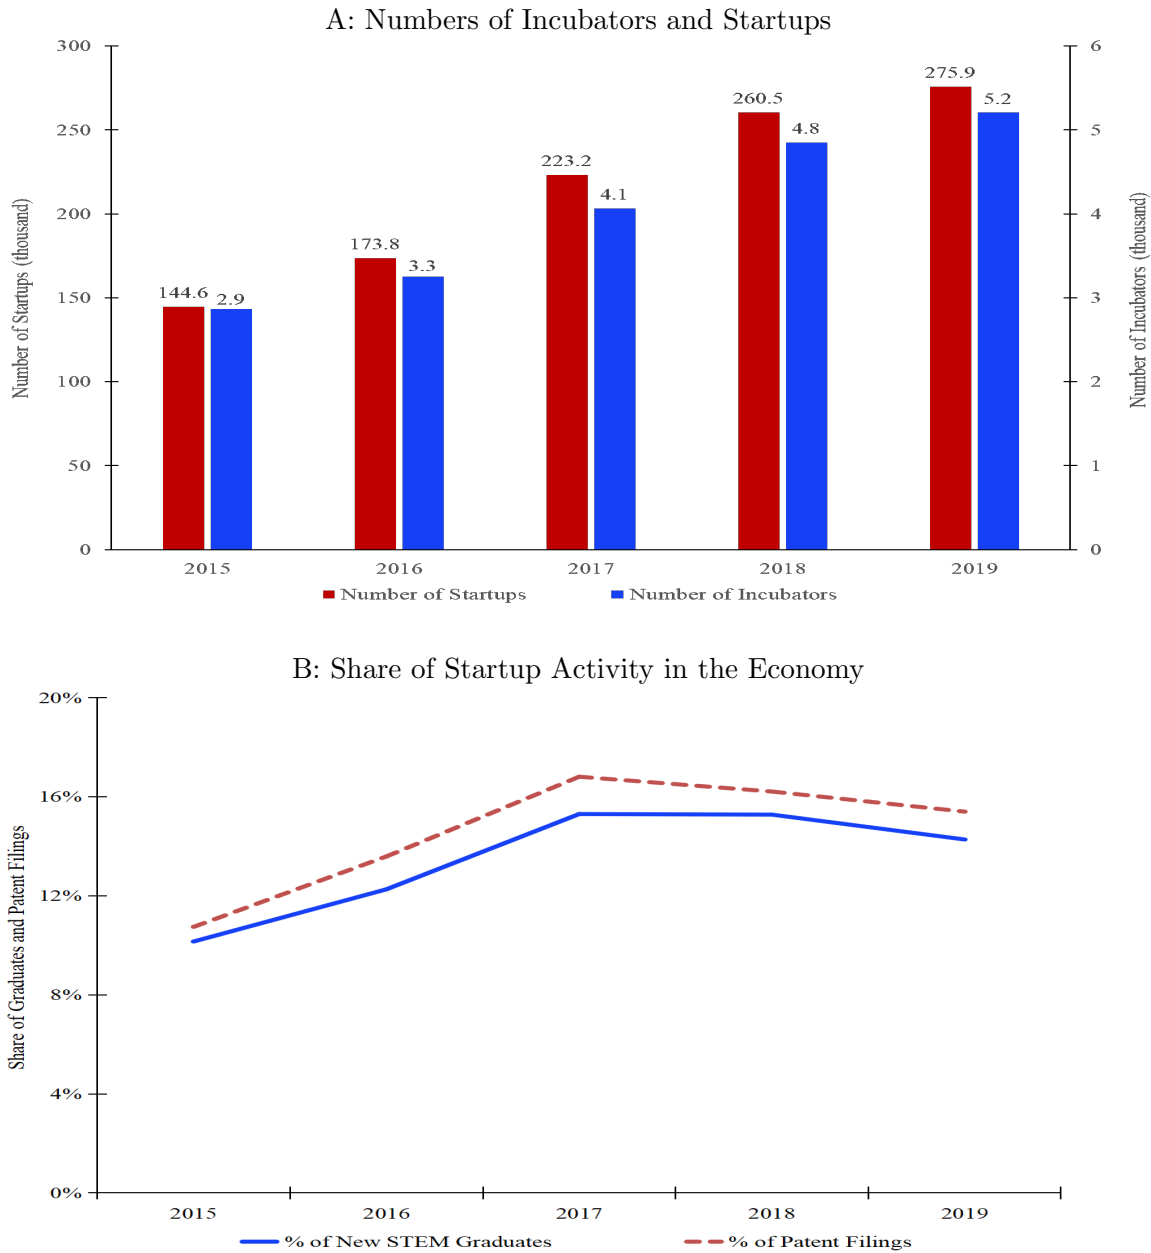 A: Numbers of Incubators and Startups
300
250
200
150
100
50
0
Number of Startups (thousand)
6
5
4
3
2
1
0
Number of Incubators (thousand)
144.6 2.9
173.8 3.3
223.2 4.1
260.5 4.8
275.9 5.2
2015 2016 2017 2018 2019
Number of Startups Number of Incubators
B: Share of Startup Activity in the Economy
20%
16%
12%
8%
4%
0%
Share of Graduates and Patent Filings
2015 2016 2017 2018 2019
% of New STEM Graduates % of Patent Filings